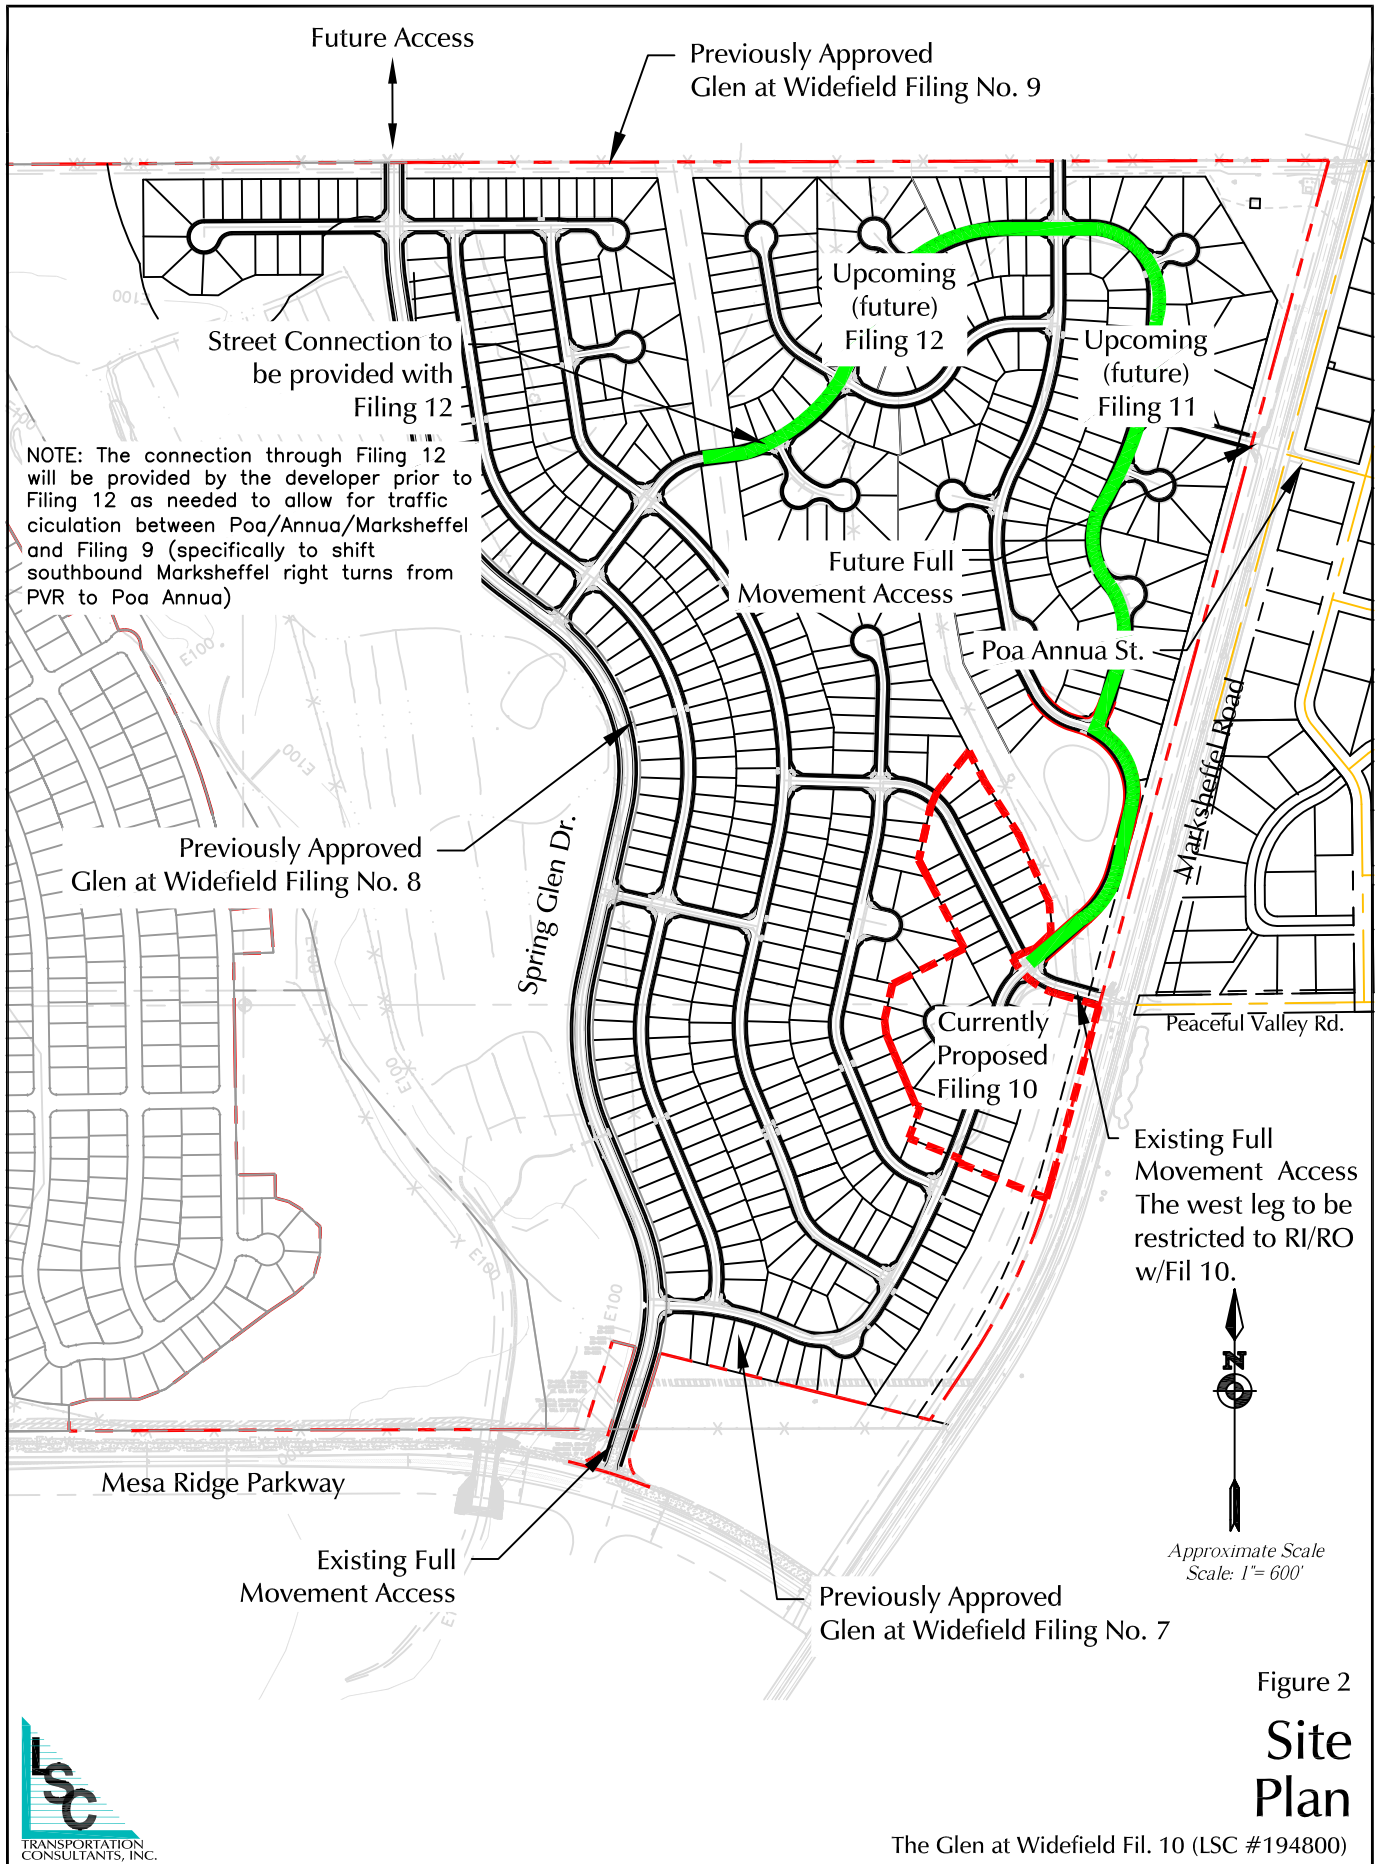 Future Access
Previously Approved
Glen at Widefield Filing No. 9
Upcoming
(future)
Filing 12
Upcoming
(future)
Filing 11
Street Connection to
be provided with
Filing 12
NOTE: The connection through Filing 12
will be provided by the developer prior to
Filing 12 as needed to allow for traffic
ciculation between Poa/Annua/Marksheffel
and Filing 9 (specifically to shift
southbound Marksheffel right turns from
PVR to Poa Annua)
Future Full
Movement Access
Poa Annua St.
Marksheffel Road
E100
E100
E100
E100
E100
E100
E100
Previously Approved
Glen at Widefield Filing No. 8
Spring Glen Dr.
Currently
Proposed
Filing 10
Peaceful Valley Rd.
Existing Full
Movement Access
The west leg to be
restricted to RI/RO
w/Fil 10.
N
Mesa Ridge Parkway
Existing Full
Movement Access
Approximate Scale
Scale: 1"= 600'
Previously Approved
Glen at Widefield Filing No. 7
Figure 2
Site
Plan
LSC
TRANSPORTATION
CONSULTANTS, INC.
The Glen at Widefield Fil. 10 (LSC #194800)